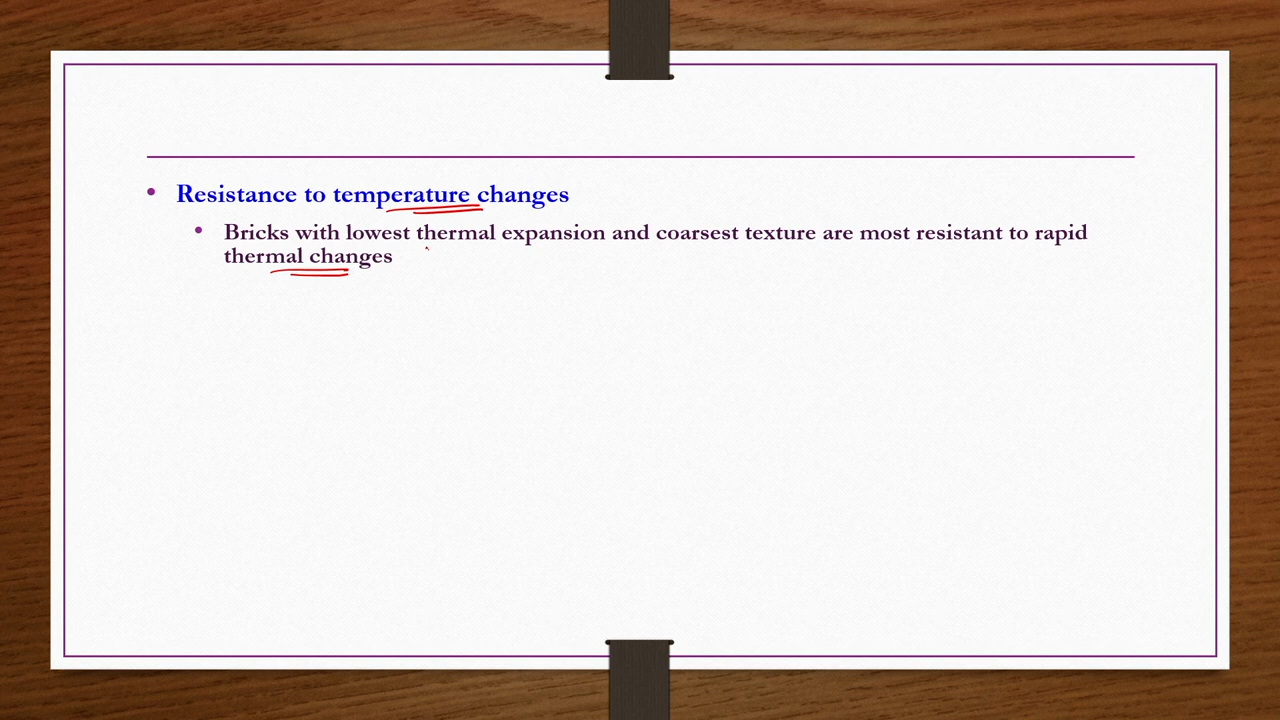 • Resistance to temperature changes
• Bricks with lowest thermal expansion and coarsest texture are most resistant to rapid
thermal changes